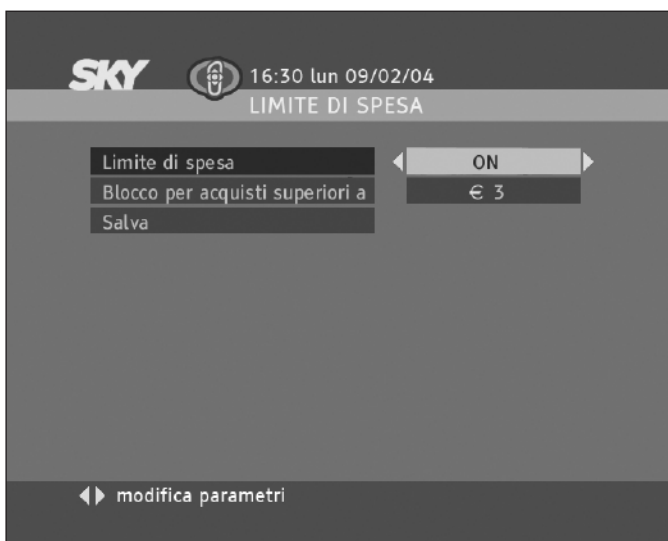 SKY 16:30 lun 09/02/04
LIMITE DI SPESA
Limite di spesa ON
Blocco per acquisti superiori a € 3
Salva
modifica parametri